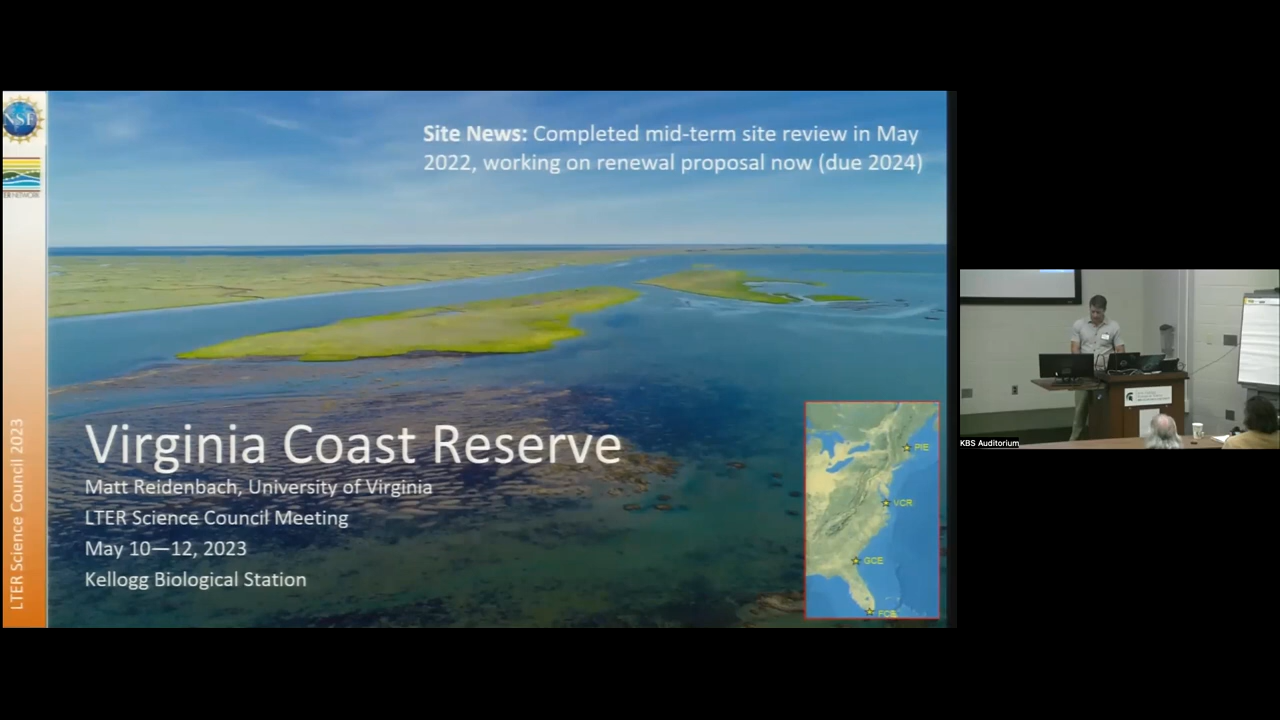 NSF
LTER NETWORK
LTER Science Council 2023
Site News: Completed mid-term site review in May
2022, working on renewal proposal now (due 2024)
Virginia Coast Reserve
Matt Reidenbach, University of Virginia
LTER Science Council Meeting
May 10—12, 2023
Kellogg Biological Station
PIE
VCR
GCE
FCE
KBS Auditorium